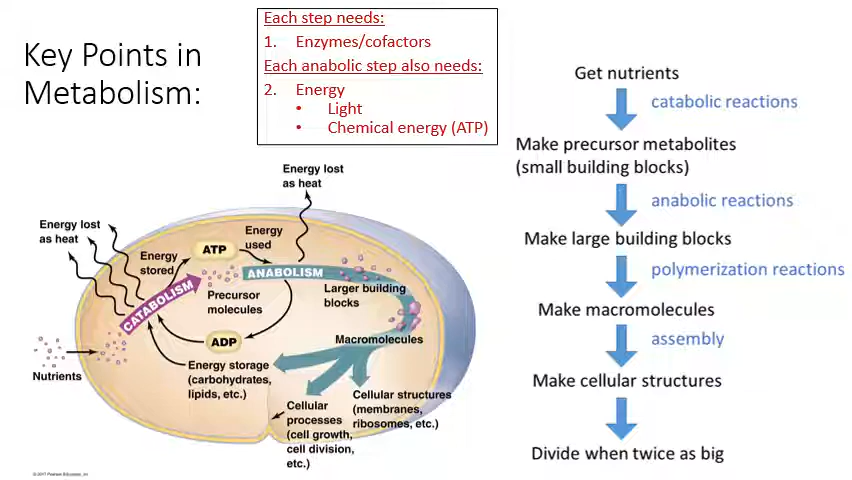 Key Points in
Metabolism:
Each step needs:
1. Enzymes/cofactors
Each anabolic step also needs:
2. Energy
• Light
• Chemical energy (ATP)
Energy lost
as heat
Energy lost
as heat
Energy
stored
ATP
Energy
used
CATABOLISM
Precursor
molecules
ANABOLISM
Larger building
blocks
ADP
Macromolecules
Nutrients
Energy storage
(carbohydrates,
lipids, etc.)
Cellular
processes
(cell growth,
cell division,
etc.)
Cellular structures
(membranes,
ribosomes, etc.)
© 2017 Pearson Education, Inc.
Get nutrients
catabolic reactions
Make precursor metabolites
(small building blocks)
anabolic reactions
Make large building blocks
polymerization reactions
Make macromolecules
assembly
Make cellular structures
Divide when twice as big